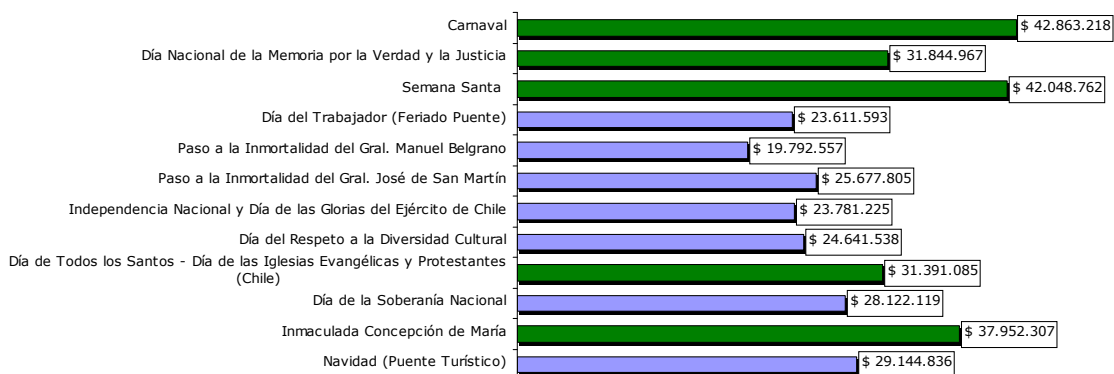 Carnaval $ 42.863.218
Día Nacional de la Memoria por la Verdad y la Justicia $ 31.844.967
Semana Santa $ 42.048.762
Día del Trabajador (Feriado Puente) $ 23.611.593
Paso a la Inmortalidad del Gral. Manuel Belgrano $ 19.792.557
Paso a la Inmortalidad del Gral. José de San Martín $ 25.677.805
Independencia Nacional y Día de las Glorias del Ejército de Chile $ 23.781.225
Día del Respeto a la Diversidad Cultural $ 24.641.538
Día de Todos los Santos - Día de las Iglesias Evangélicas y Protestantes
(Chile) $ 31.391.085
Día de la Soberanía Nacional $ 28.122.119
Inmaculada Concepción de María $ 37.952.307
Navidad (Puente Turístico) $ 29.144.836